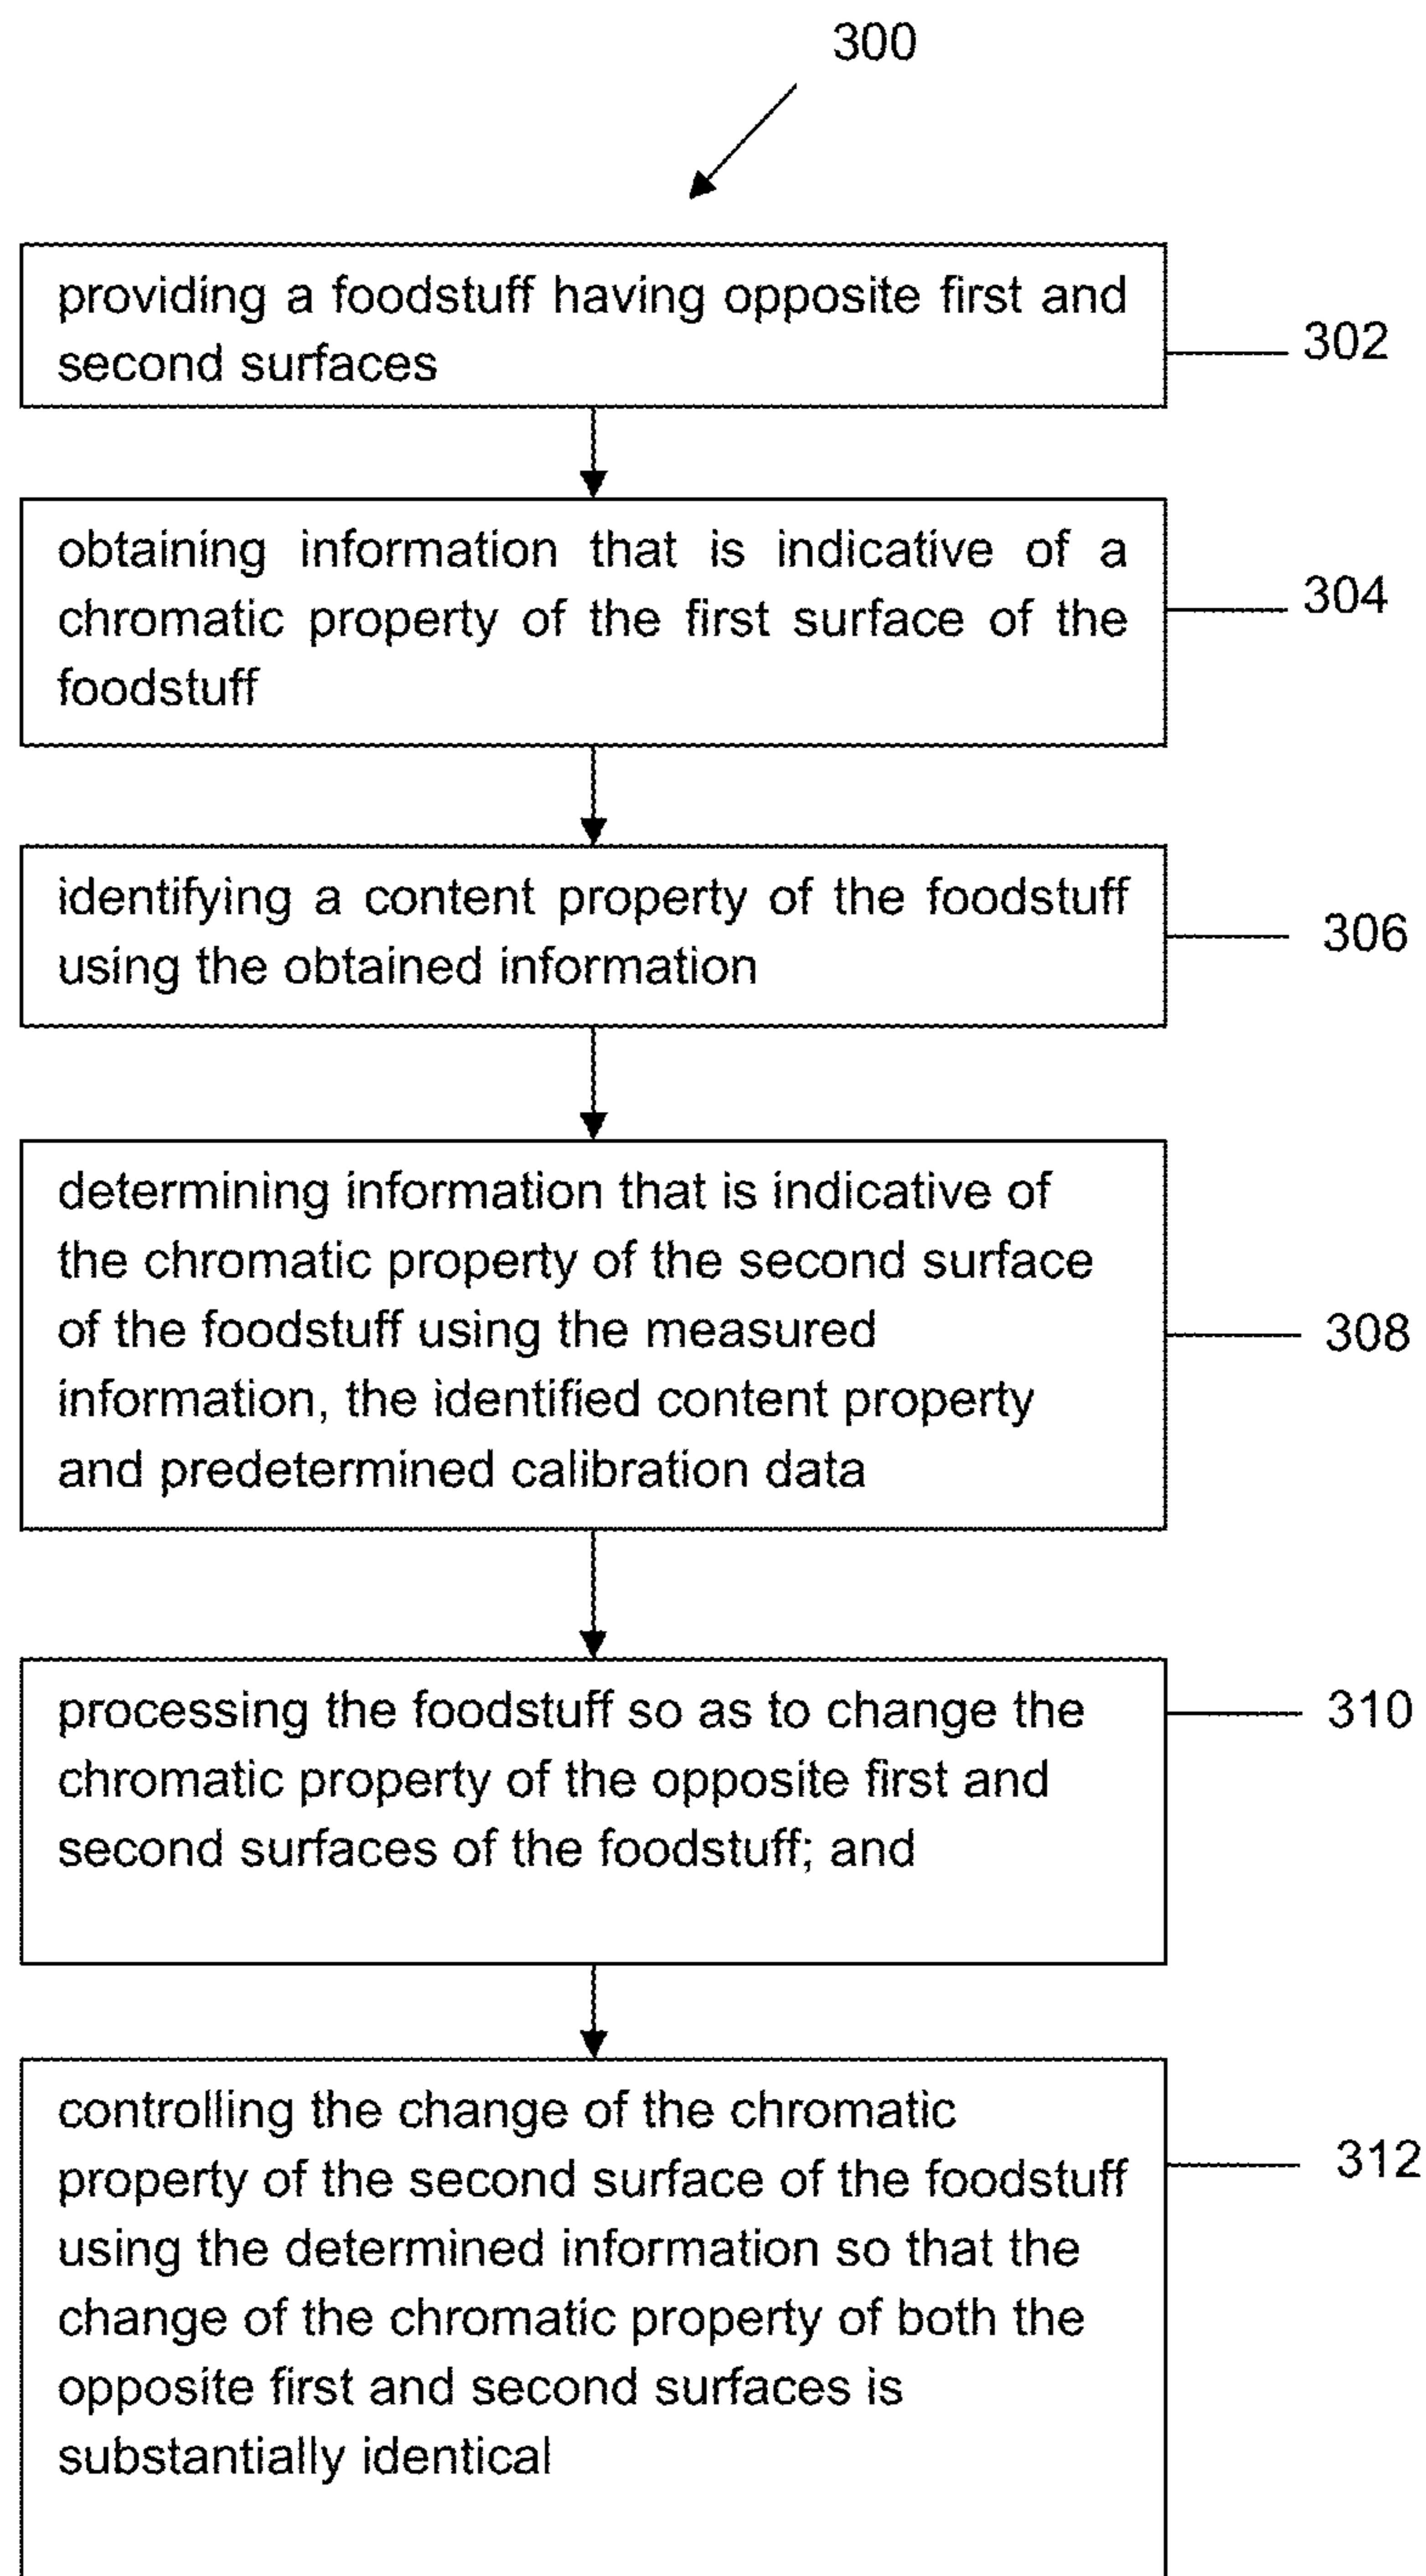 300
providing a foodstuff having opposite first and
second surfaces
302
obtaining information that is indicative of a
chromatic property of the first surface of the
foodstuff
304
identifying a content property of the foodstuff
using the obtained information
306
determining information that is indicative of
the chromatic property of the second surface
of the foodstuff using the measured
information, the identified content property
and predetermined calibration data
308
processing the foodstuff so as to change the
chromatic property of the opposite first and
second surfaces of the foodstuff; and
310
controlling the change of the chromatic
property of the second surface of the foodstuff
using the determined information so that the
change of the chromatic property of both the
opposite first and second surfaces is
substantially identical
312